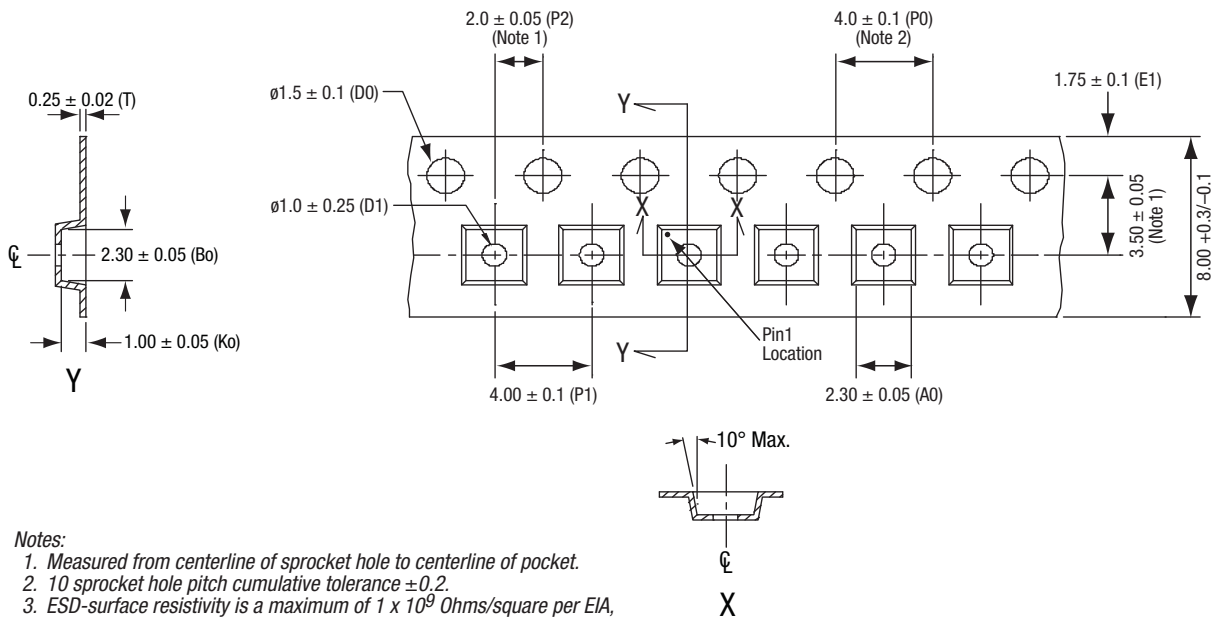 2.0 ± 0.05 (P2)
(Note 1)
4.0 ± 0.1 (P0)
(Note 2)
1.75 ± 0.1 (E1)
0.25 ± 0.02 (T)
ø1.5 ± 0.1 (D0)
Y
ø1.0 ± 0.25 (D1)
X
X
3.50 ± 0.05
(Note 1)
8.00 +0.3/–0.1
℄
2.30 ± 0.05 (Bo)
1.00 ± 0.05 (Ko)
Y
Y
Pin1
Location
4.00 ± 0.1 (P1)
2.30 ± 0.05 (A0)
10° Max.
℄
X
Notes:
1. Measured from centerline of sprocket hole to centerline of pocket.
2. 10 sprocket hole pitch cumulative tolerance ±0.2.
3. ESD-surface resistivity is a maximum of 1 x 10⁹ Ohms/square per EIA,